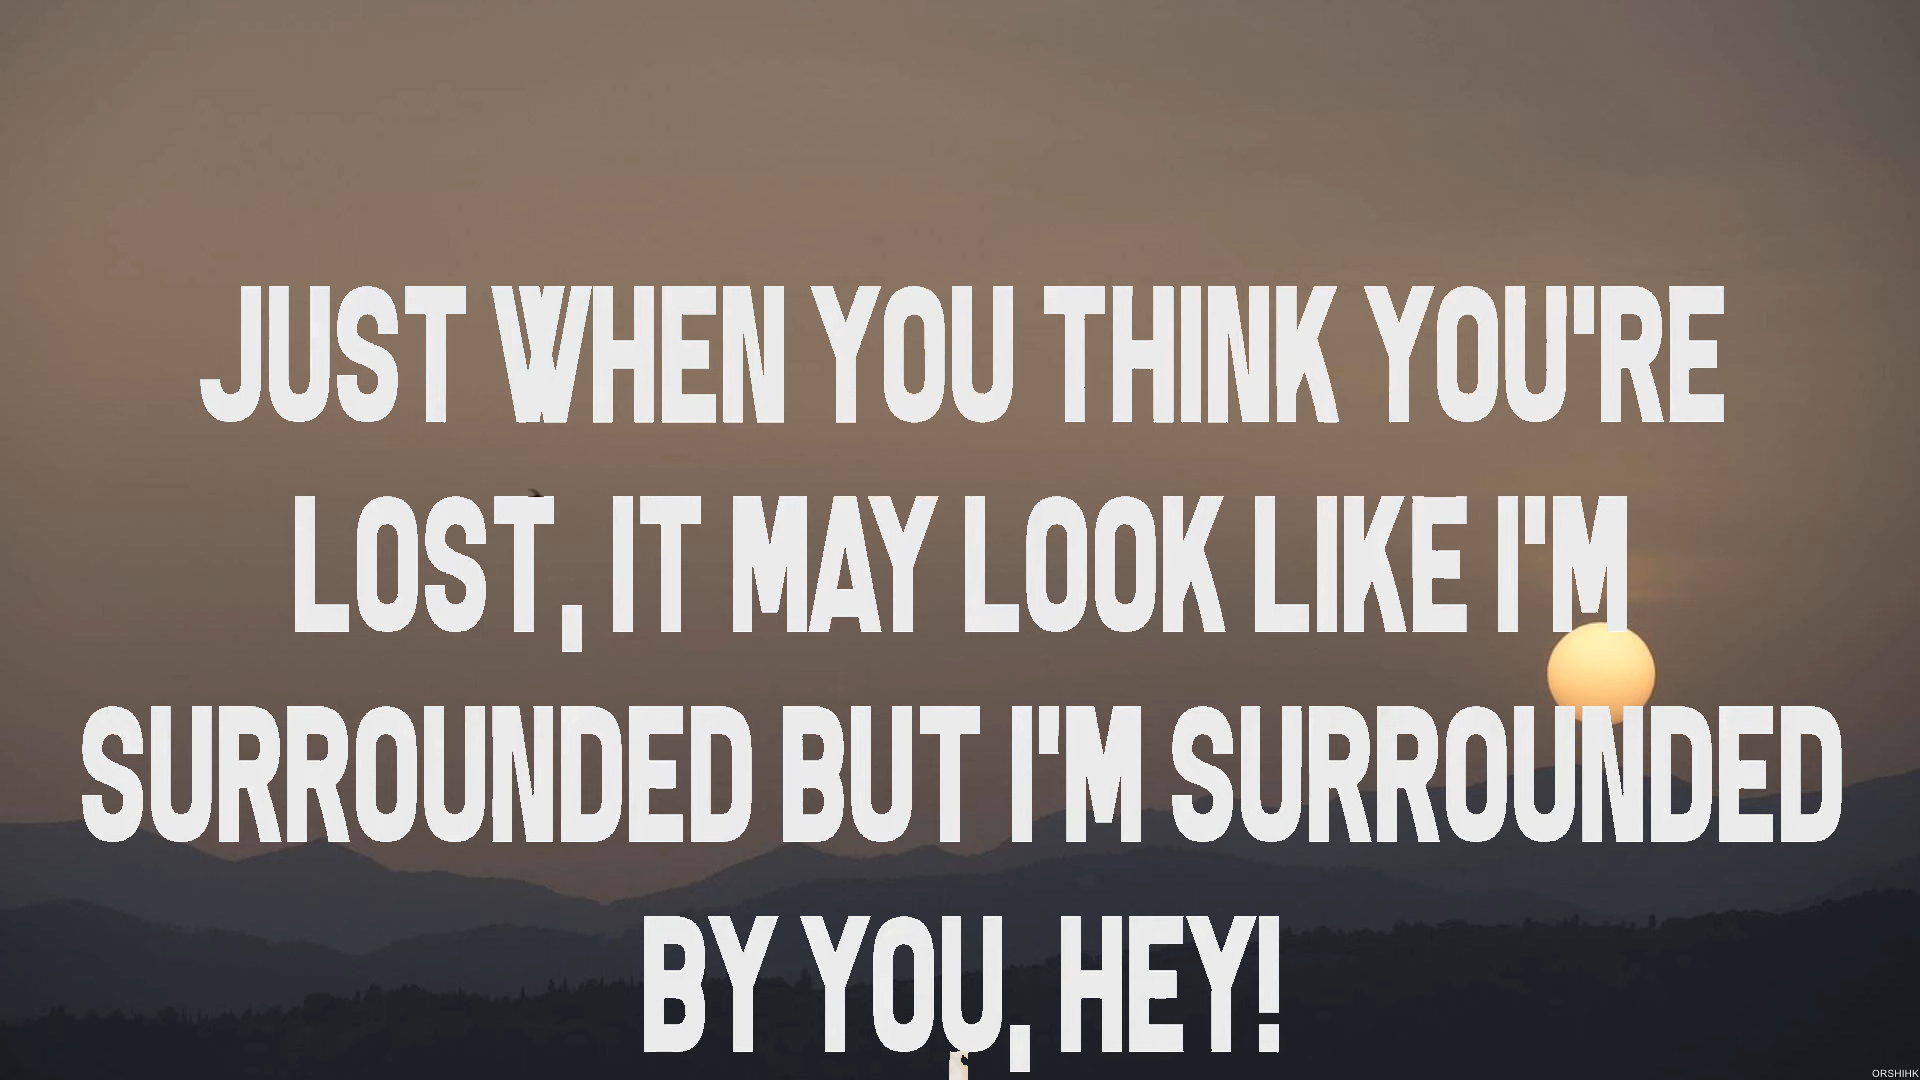 JUST WHEN YOU THINK YOU'RE
LOST, IT MAY LOOK LIKE I'M
SURROUNDED BUT I'M SURROUNDED
BY YOU, HEY!
ORSHIHK